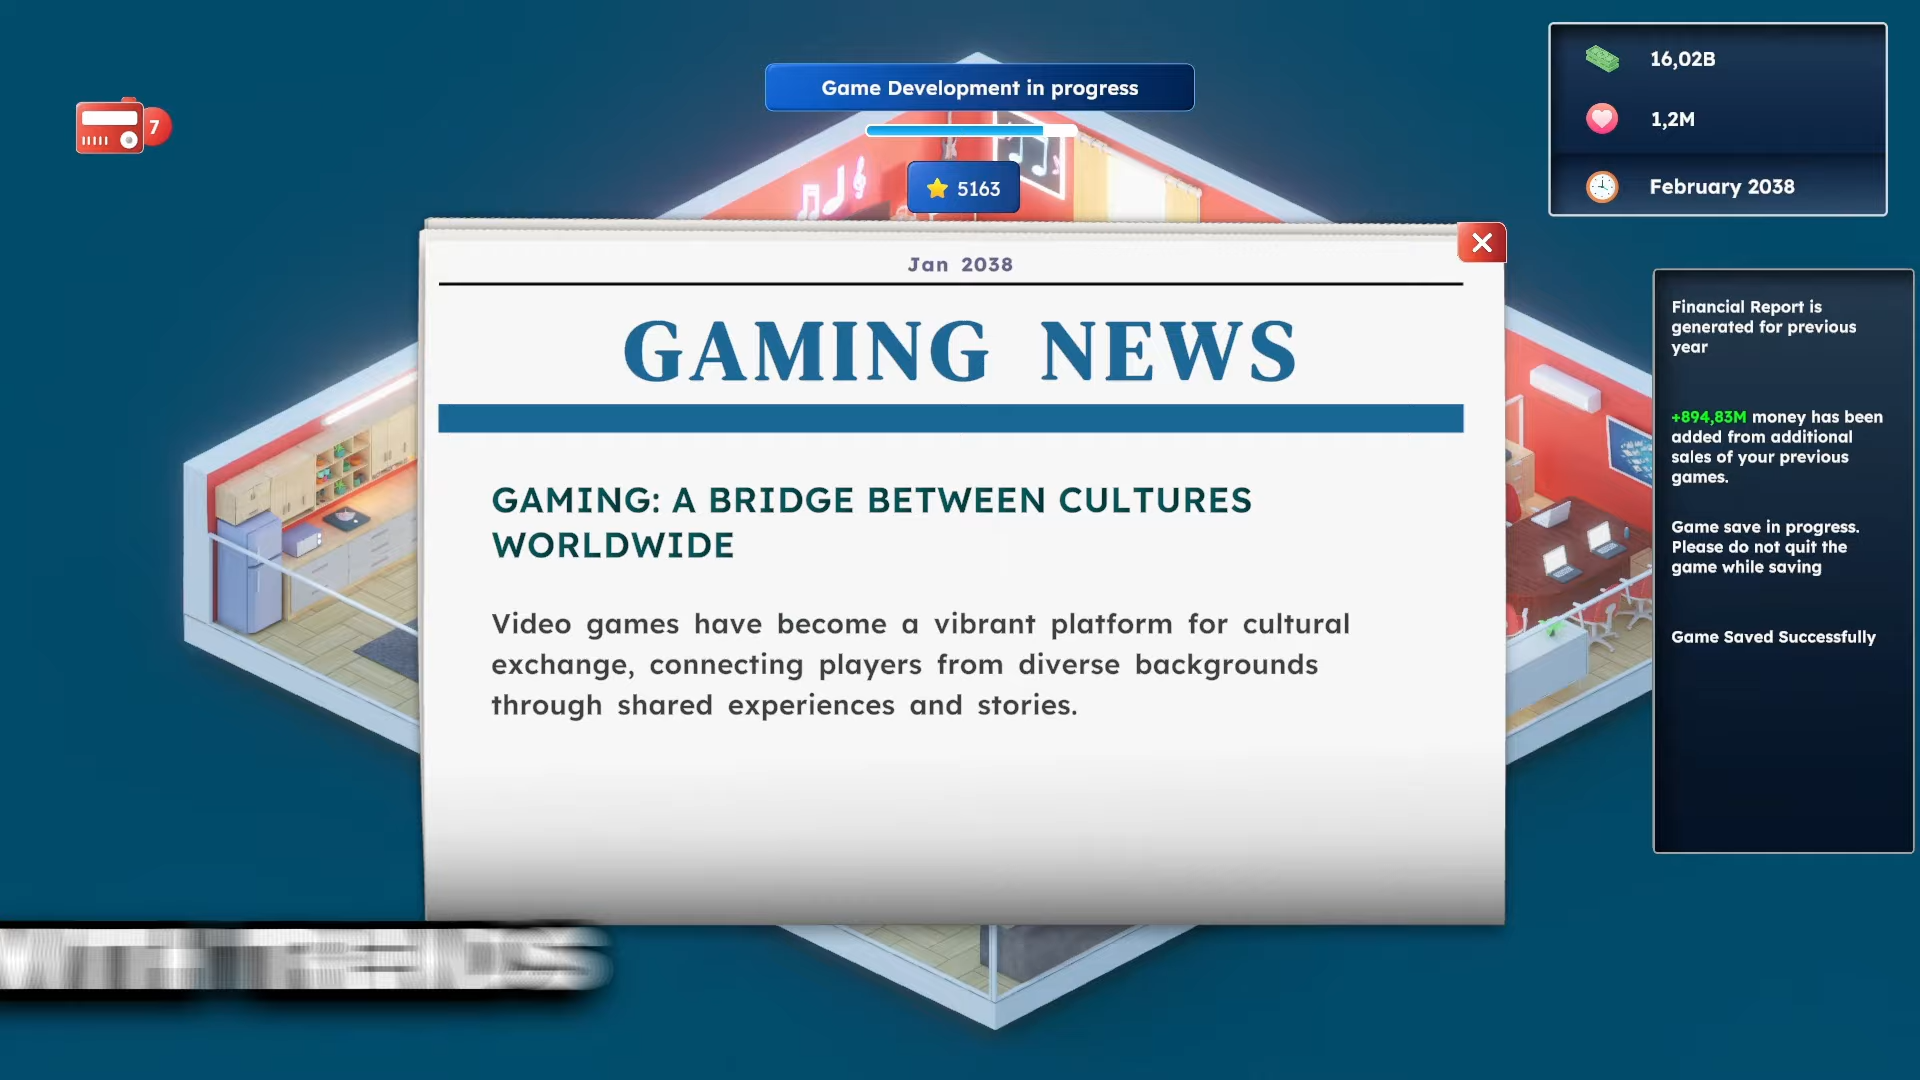 7
Game Development in progress
5163
16,02B
1,2M
February 2038
Jan 2038
GAMING NEWS
GAMING: A BRIDGE BETWEEN CULTURES
WORLDWIDE
Video games have become a vibrant platform for cultural
exchange, connecting players from diverse backgrounds
through shared experiences and stories.
Financial Report is
generated for previous
year
+894,83M money has been
added from additional
sales of your previous
games.
Game save in progress.
Please do not quit the
game while saving
Game Saved Successfully